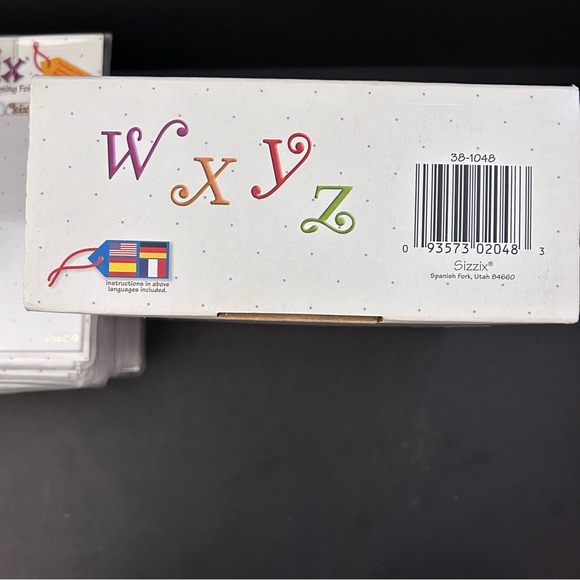 W x y z
38-1048
0 93573 02048 3
Sizzix®
Spanish Fork, Utah 84660
Instructions in above
languages included.